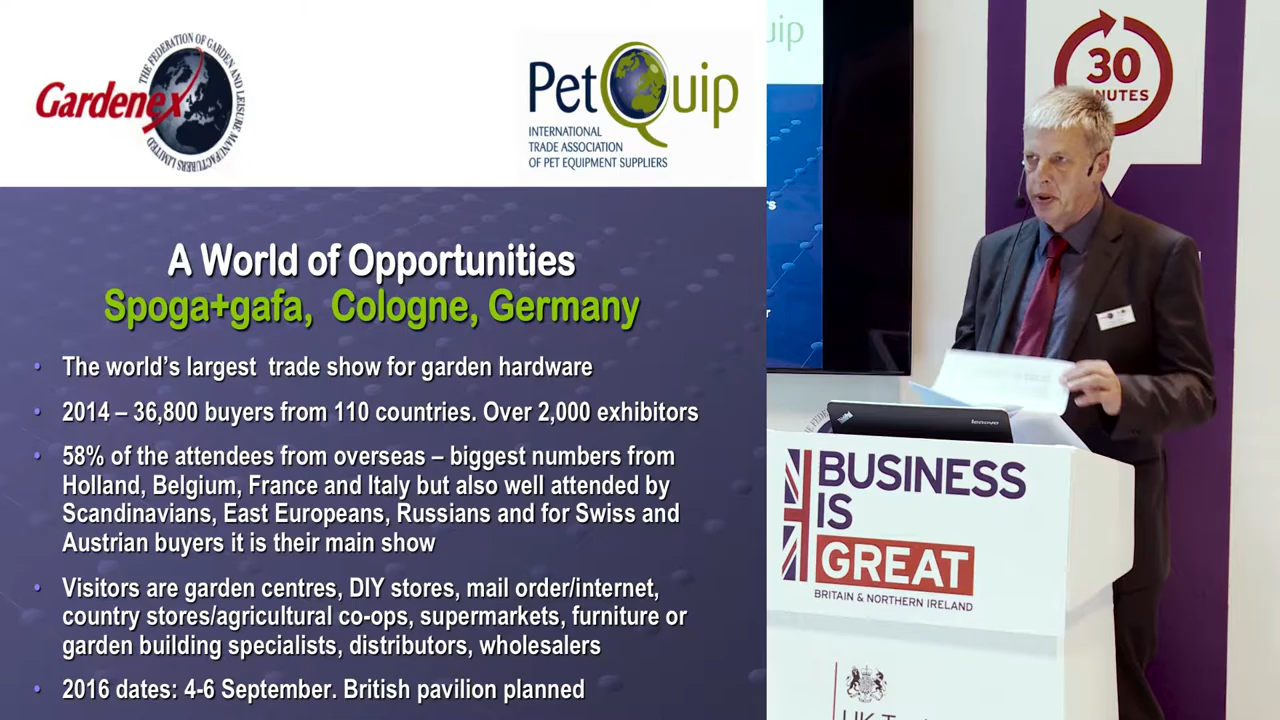 Gardenex
THE FEDERATION OF GARDEN AND LEISURE MANUFACTURERS LIMITED
PetQuip
INTERNATIONAL
TRADE ASSOCIATION
OF PET EQUIPMENT SUPPLIERS
A World of Opportunities
Spoga+gafa, Cologne, Germany
• The world's largest trade show for garden hardware
• 2014 – 36,800 buyers from 110 countries. Over 2,000 exhibitors
• 58% of the attendees from overseas – biggest numbers from
Holland, Belgium, France and Italy but also well attended by
Scandinavians, East Europeans, Russians and for Swiss and
Austrian buyers it is their main show
• Visitors are garden centres, DIY stores, mail order/internet,
country stores/agricultural co-ops, supermarkets, furniture or
garden building specialists, distributors, wholesalers
• 2016 dates: 4-6 September. British pavilion planned
uip
30
MINUTES
lenovo
BUSINESS
IS
GREAT
BRITAIN & NORTHERN IRELAND